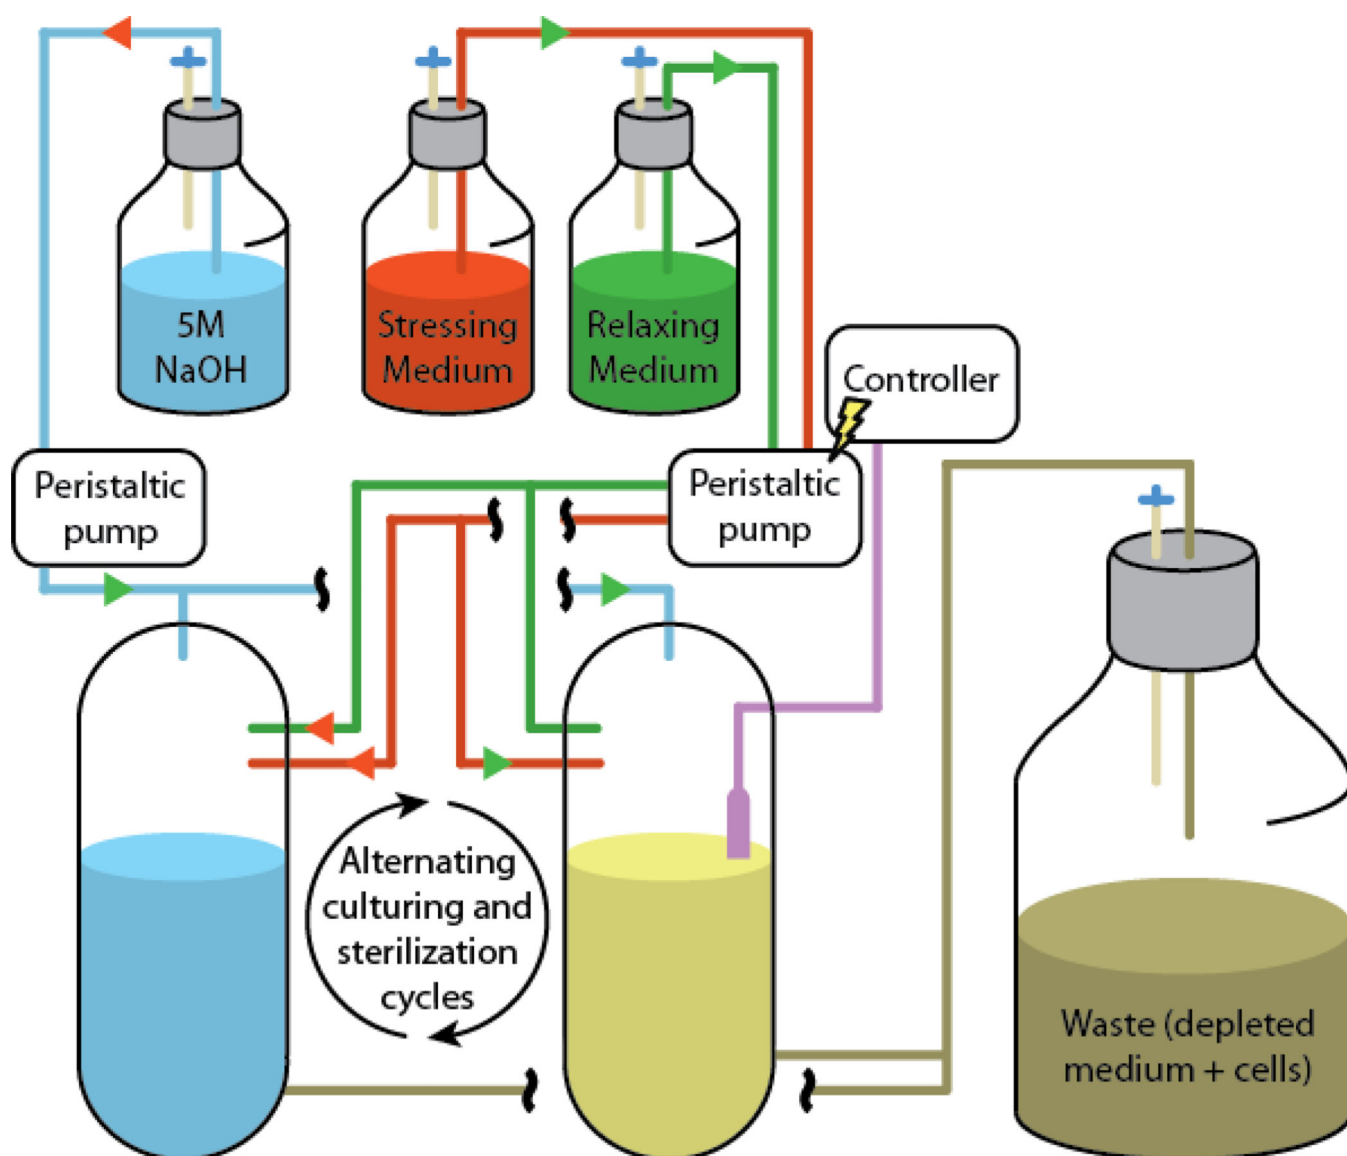 5M
NaOH
Stressing
Medium
Relaxing
Medium
Controller
Peristaltic
pump
Peristaltic
pump
Alternating
culturing and
sterilization
cycles
Waste (depleted
medium + cells)